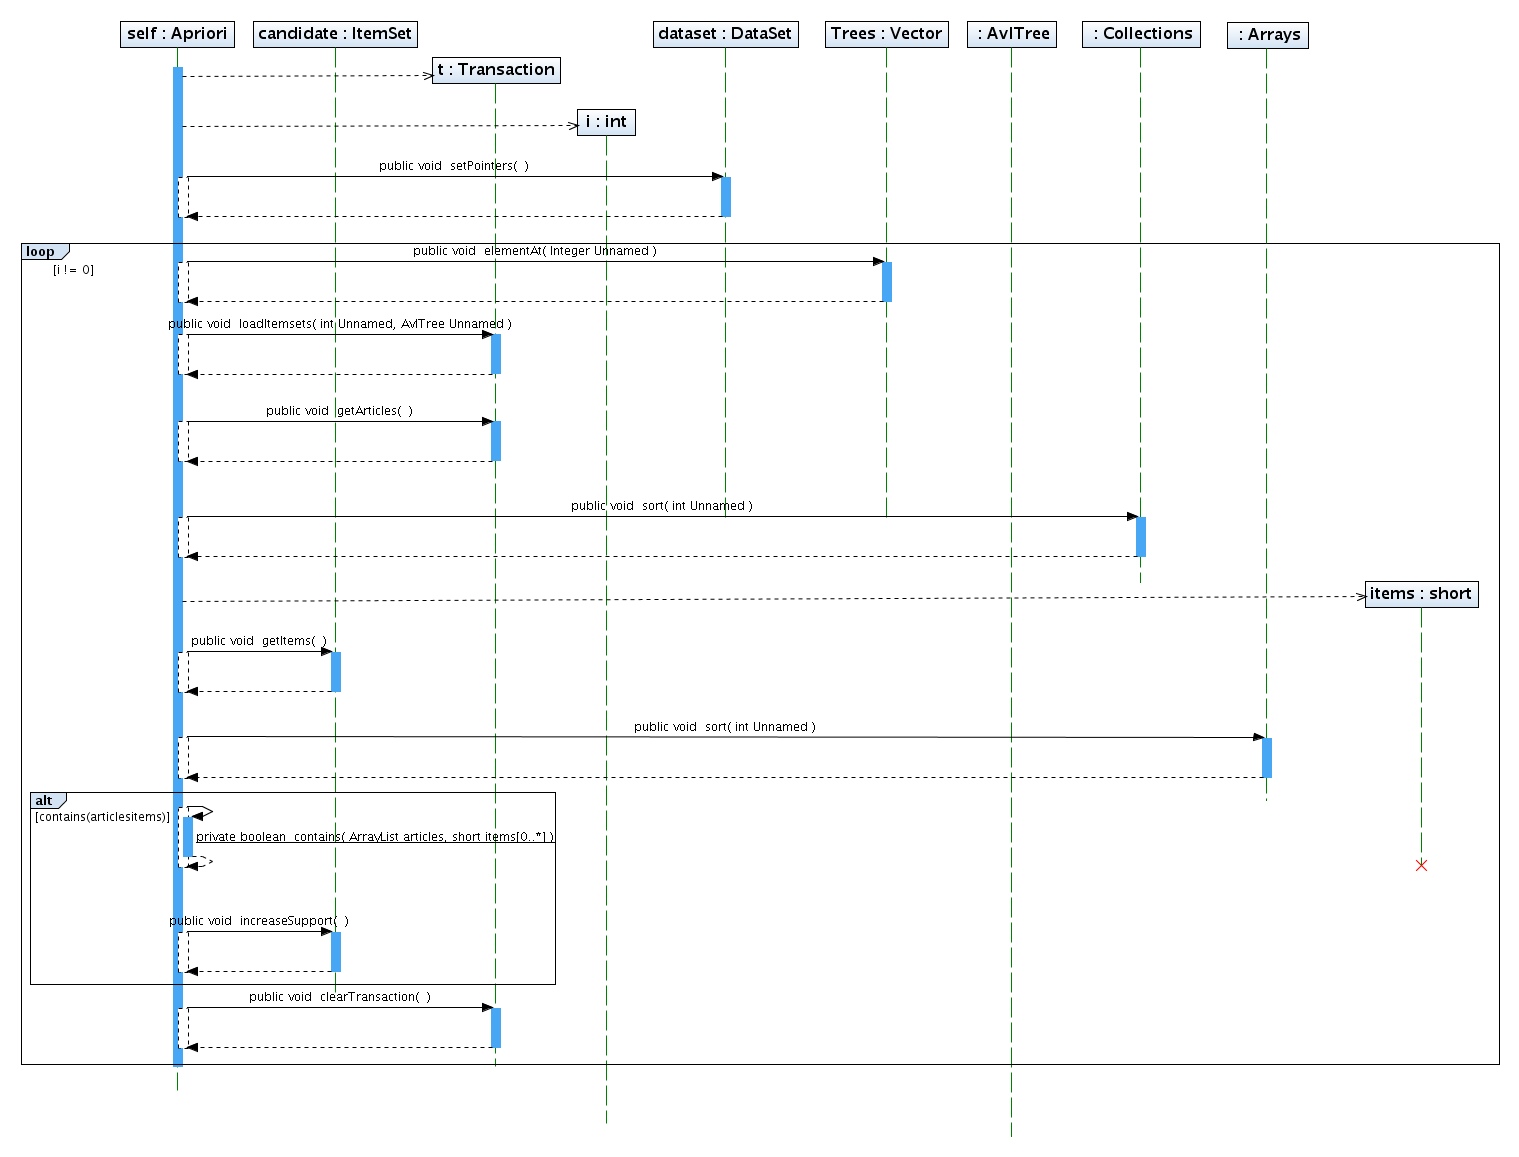 self : Apriori
candidate : ItemSet
dataset : DataSet
Trees : Vector
: AvlTree
: Collections
: Arrays
t : Transaction
i : int
public void setPointers( )
loop
public void elementAt( Integer Unnamed )
[i != 0]
public void loadItemsets( int Unnamed, AvlTree Unnamed )
public void getArticles( )
public void sort( int Unnamed )
items : short
public void getItems( )
public void sort( int Unnamed )
alt
[contains(articlesitems)]
private boolean contains( ArrayList articles, short items[0..*] )
public void increaseSupport( )
public void clearTransaction( )